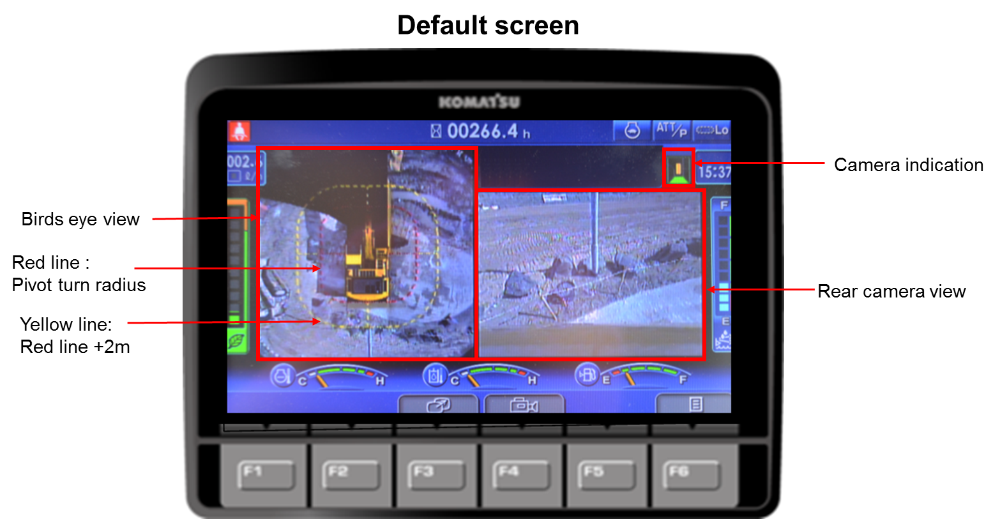 Default screen
KOMATSU
00266.4 h
ATT/P
Lo
002.
15:37
Camera indication
Birds eye view
F
Red line :
Pivot turn radius
Rear camera view
Yellow line:
Red line +2m
E
C H
C H
E F
F1
F2
F3
F4
F5
F6